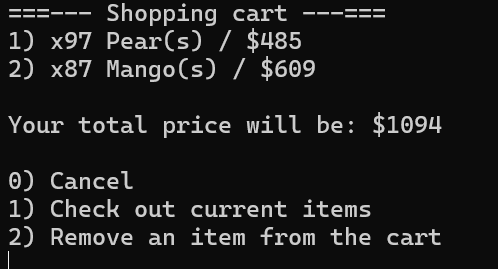 ===--- Shopping cart ---===
1) x97 Pear(s) / $485
2) x87 Mango(s) / $609
Your total price will be: $1094
0) Cancel
1) Check out current items
2) Remove an item from the cart